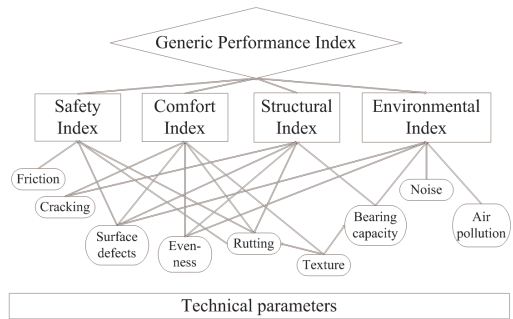 Generic Performance Index
Safety
Index
Comfort
Index
Structural
Index
Environmental
Index
Friction
Cracking
Surface
defects
Even-
ness
Rutting
Texture
Bearing
capacity
Noise
Air
pollution
Technical parameters